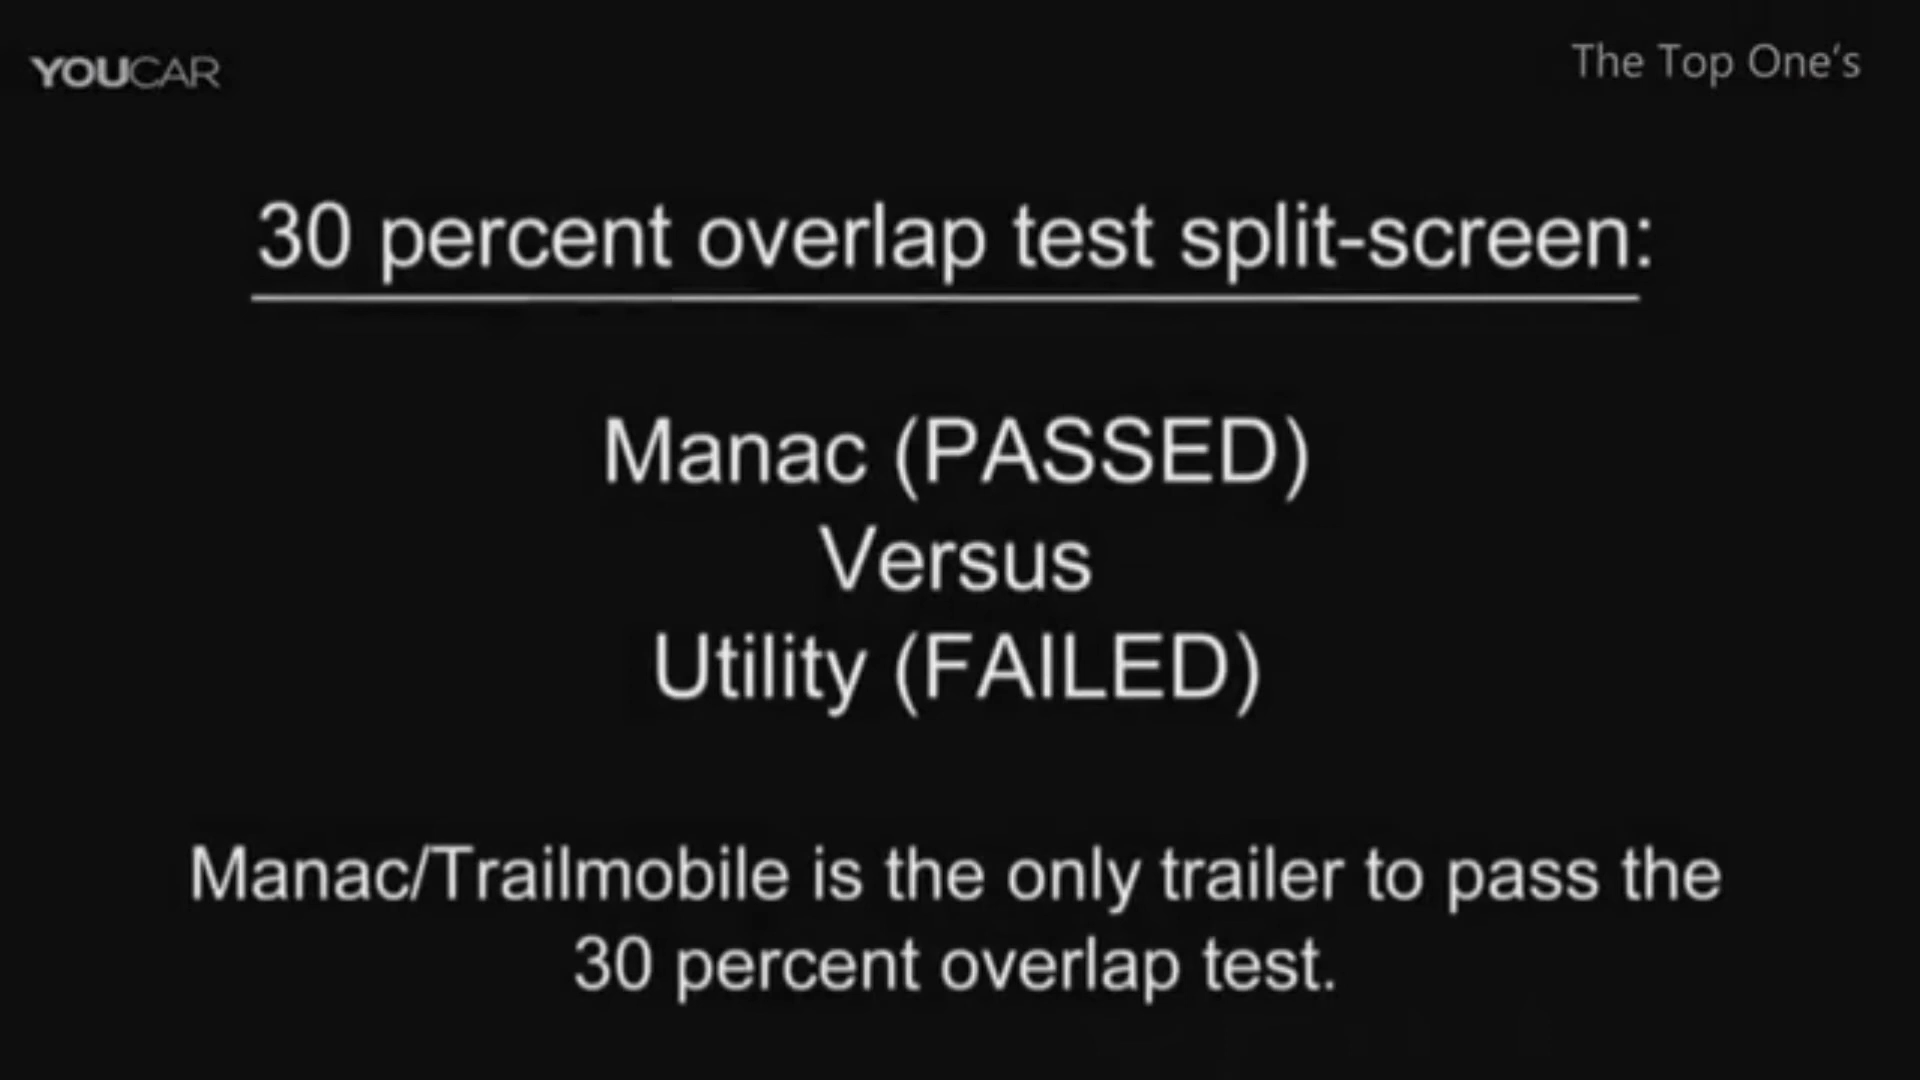 YOUCAR
The Top One's
30 percent overlap test split-screen:
Manac (PASSED)
Versus
Utility (FAILED)
Manac/Trailmobile is the only trailer to pass the
30 percent overlap test.